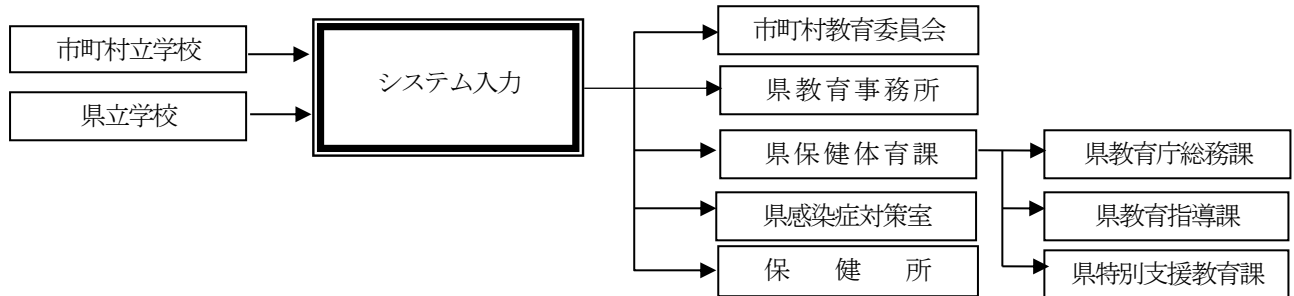 市町村立学校
県立学校
システム入力
市町村教育委員会
県教育事務所
県保健体育課
県感染症対策室
保健所
県教育庁総務課
県教育指導課
県特別支援教育課